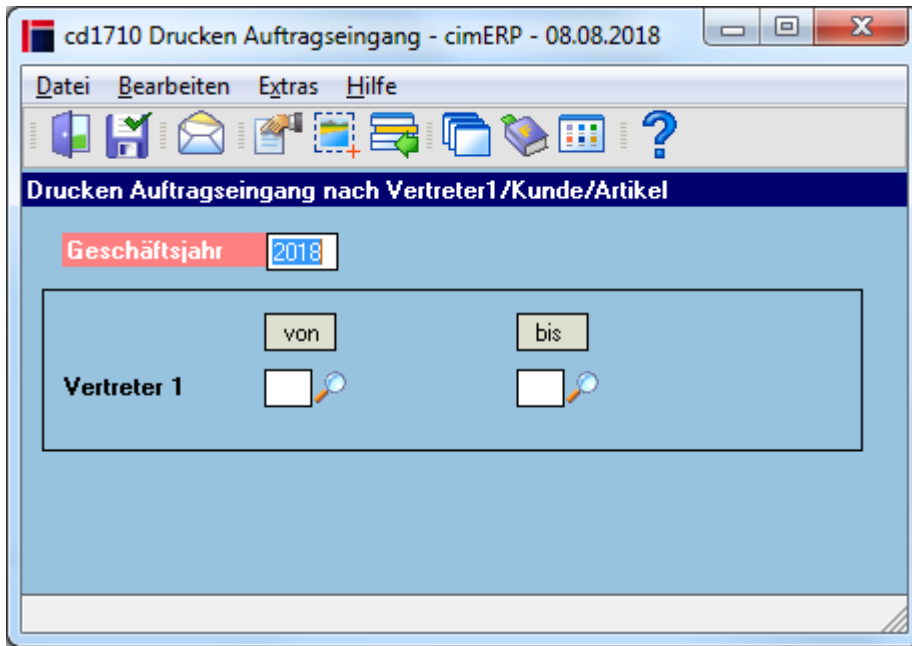 cd1710 Drucken Auftragseingang - cimERP - 08.08.2018
Datei Bearbeiten Extras Hilfe
Drucken Auftragseingang nach Vertreter1/Kunde/Artikel
Geschäftsjahr 2018
von bis
Vertreter 1